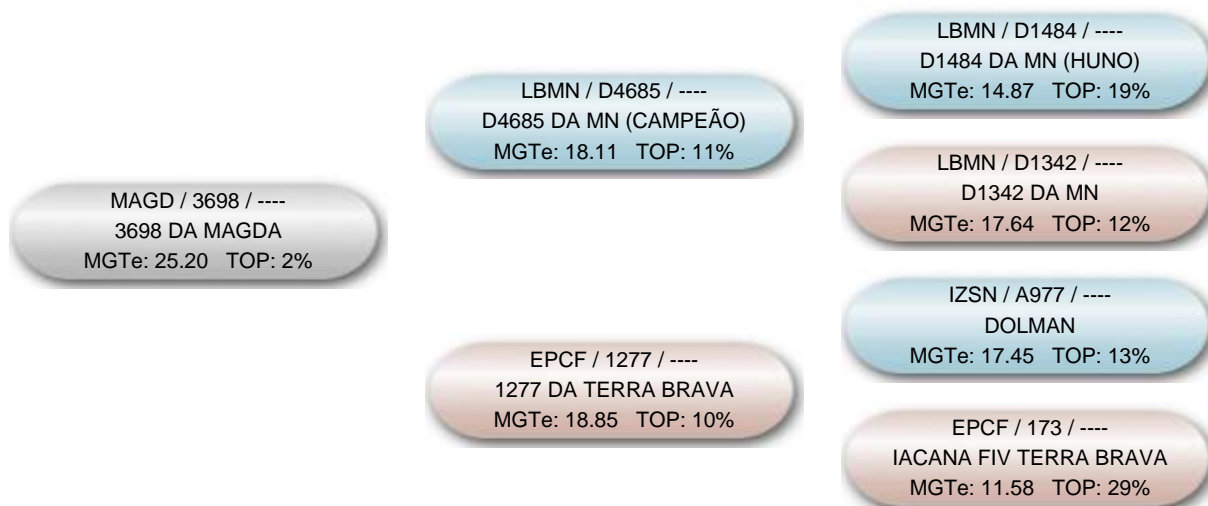 MAGD / 3698 / ----
3698 DA MAGDA
MGTe: 25.20 TOP: 2%
LBMN / D4685 / ----
D4685 DA MN (CAMPEÃO)
MGTe: 18.11 TOP: 11%
EPCF / 1277 / ----
1277 DA TERRA BRAVA
MGTe: 18.85 TOP: 10%
LBMN / D1484 / ----
D1484 DA MN (HUNO)
MGTe: 14.87 TOP: 19%
LBMN / D1342 / ----
D1342 DA MN
MGTe: 17.64 TOP: 12%
IZSN / A977 / ----
DOLMAN
MGTe: 17.45 TOP: 13%
EPCF / 173 / ----
IACANA FIV TERRA BRAVA
MGTe: 11.58 TOP: 29%